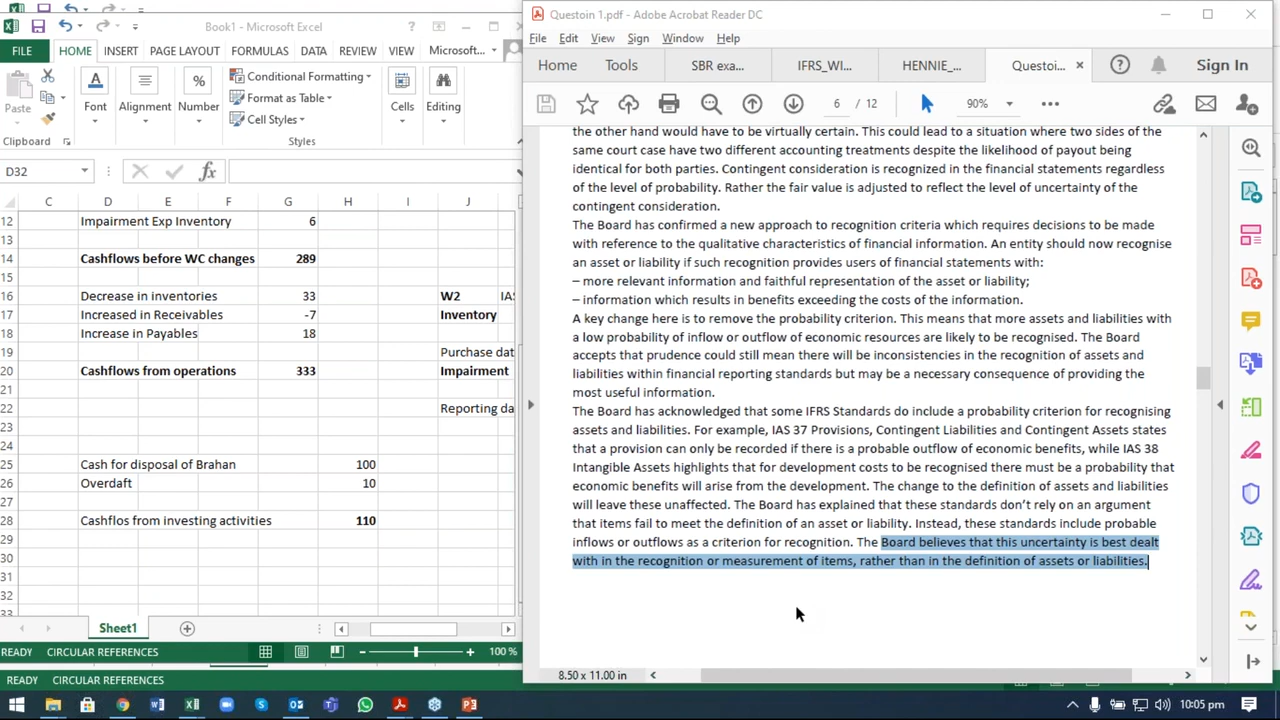 Book1 - Microsoft Excel
FILE HOME INSERT PAGE LAYOUT FORMULAS DATA REVIEW VIEW Microsoft...
Paste Font Alignment Number Conditional Formatting Format as Table Cell Styles Cells Editing
Clipboard Styles
D32
C D E F G H I J
12 Impairment Exp Inventory 6
13
14 Cashflows before WC changes 289
15
16 Decrease in inventories 33 W2 IA
17 Increased in Receivables -7 Inventory
18 Increase in Payables 18
19 Purchase dat
20 Cashflows from operations 333 Impairment
21
22 Reporting da
23
24
25 Cash for disposal of Brahan 100
26 Overdaft 10
27
28 Cashflos from investing activities 110
29
30
31
32
33
Sheet1
READY CIRCULAR REFERENCES 100 %
READY CIRCULAR REFERENCES
Questoin 1.pdf - Adobe Acrobat Reader DC
File Edit View Sign Window Help
Home Tools SBR exa... IFRS_WI... HENNIE_... Questoi... Sign In
6 / 12 90%
the other hand would have to be virtually certain. This could lead to a situation where two sides of the
same court case have two different accounting treatments despite the likelihood of payout being
identical for both parties. Contingent consideration is recognized in the financial statements regardless
of the level of probability. Rather the fair value is adjusted to reflect the level of uncertainty of the
contingent consideration.
The Board has confirmed a new approach to recognition criteria which requires decisions to be made
with reference to the qualitative characteristics of financial information. An entity should now recognise
an asset or liability if such recognition provides users of financial statements with:
– more relevant information and faithful representation of the asset or liability;
– information which results in benefits exceeding the costs of the information.
A key change here is to remove the probability criterion. This means that more assets and liabilities with
a low probability of inflow or outflow of economic resources are likely to be recognised. The Board
accepts that prudence could still mean there will be inconsistencies in the recognition of assets and
liabilities within financial reporting standards but may be a necessary consequence of providing the
most useful information.
The Board has acknowledged that some IFRS Standards do include a probability criterion for recognising
assets and liabilities. For example, IAS 37 Provisions, Contingent Liabilities and Contingent Assets states
that a provision can only be recorded if there is a probable outflow of economic benefits, while IAS 38
Intangible Assets highlights that for development costs to be recognised there must be a probability that
economic benefits will arise from the development. The change to the definition of assets and liabilities
will leave these unaffected. The Board has explained that these standards don’t rely on an argument
that items fail to meet the definition of an asset or liability. Instead, these standards include probable
inflows or outflows as a criterion for recognition. The Board believes that this uncertainty is best dealt
with in the recognition or measurement of items, rather than in the definition of assets or liabilities.
8.50 x 11.00 in
10:05 pm